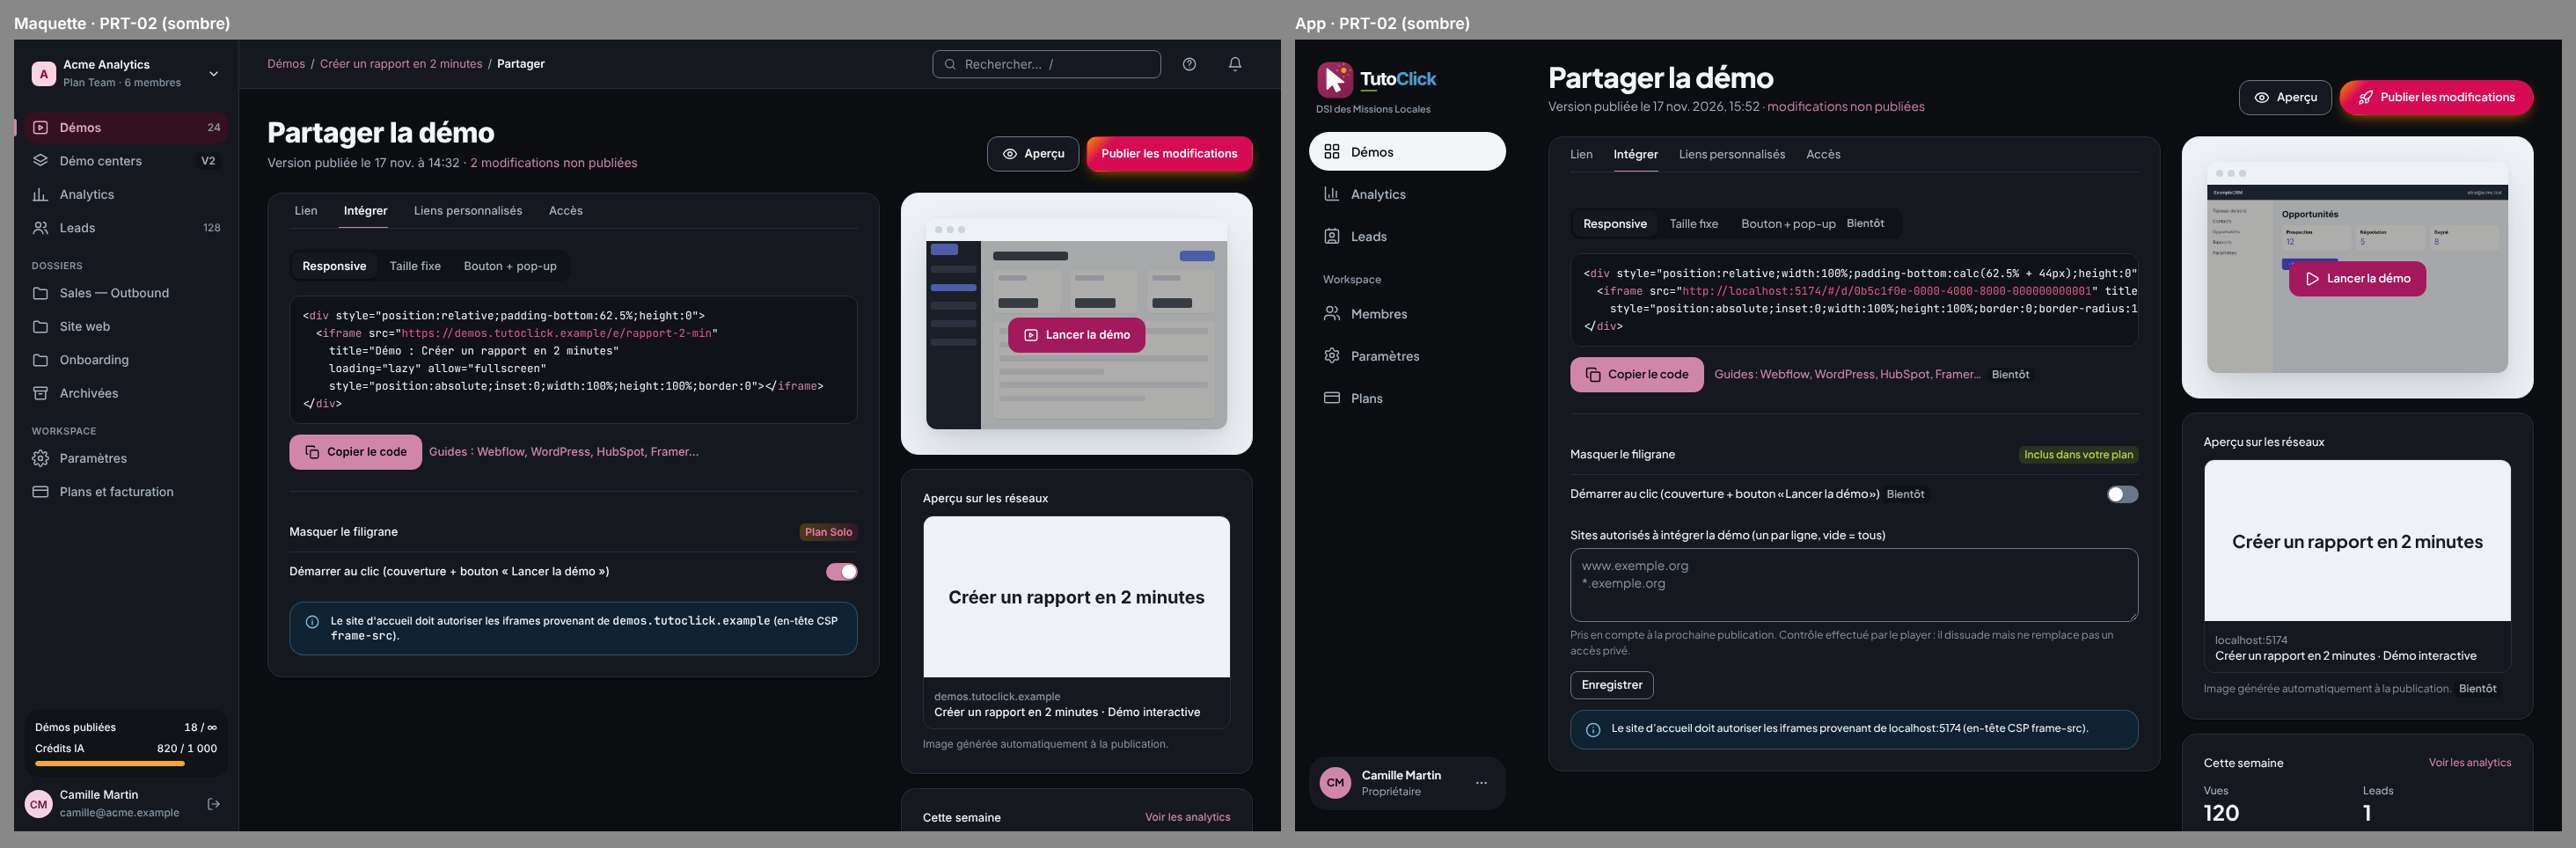 Maquette · PRT-02 (sombre)
A
Acme Analytics
Plan Team · 6 membres
Démos
24
Démo centers
V2
Analytics
Leads
128
DOSSIERS
Sales — Outbound
Site web
Onboarding
Archivées
WORKSPACE
Paramètres
Plans et facturation
Démos publiées
18 / ∞
Crédits IA
820 / 1 000
CM
Camille Martin
camille@acme.example
Démos / Créer un rapport en 2 minutes / Partager
Rechercher... /
Partager la démo
Version publiée le 17 nov. à 14:32 · 2 modifications non publiées
Aperçu
Publier les modifications
Lien
Intégrer
Liens personnalisés
Accès
Responsive
Taille fixe
Bouton + pop-up
<div style="position:relative;padding-bottom:62.5%;height:0">
<iframe src="https://demos.tutoclick.example/e/rapport-2-min"
title="Démo : Créer un rapport en 2 minutes"
loading="lazy" allow="fullscreen"
style="position:absolute;inset:0;width:100%;height:100%;border:0"></iframe>
</div>
Copier le code
Guides : Webflow, WordPress, HubSpot, Framer...
Masquer le filigrane
Plan Solo
Démarrer au clic (couverture + bouton « Lancer la démo »)
Le site d'accueil doit autoriser les iframes provenant de demos.tutoclick.example (en-tête CSP
frame-src).
Lancer la démo
Aperçu sur les réseaux
Créer un rapport en 2 minutes
demos.tutoclick.example
Créer un rapport en 2 minutes · Démo interactive
Image générée automatiquement à la publication.
Cette semaine
Voir les analytics
App · PRT-02 (sombre)
TutoClick
DSI des Missions Locales
Démos
Analytics
Leads
Workspace
Membres
Paramètres
Plans
CM
Camille Martin
Propriétaire
Partager la démo
Version publiée le 17 nov. 2026, 15:52 · modifications non publiées
Aperçu
Publier les modifications
Lien
Intégrer
Liens personnalisés
Accès
Responsive
Taille fixe
Bouton + pop-up
Bientôt
<div style="position:relative;width:100%;padding-bottom:calc(62.5% + 44px);height:0"
<iframe src="http://localhost:5174/#/d/0b5c1f0e-0000-4000-8000-000000000001" title
style="position:absolute;inset:0;width:100%;height:100%;border:0;border-radius:1
</div>
Copier le code
Guides : Webflow, WordPress, HubSpot, Framer…
Bientôt
Masquer le filigrane
Inclus dans votre plan
Démarrer au clic (couverture + bouton « Lancer la démo »)
Bientôt
Sites autorisés à intégrer la démo (un par ligne, vide = tous)
www.exemple.org
*.exemple.org
Pris en compte à la prochaine publication. Contrôle effectué par le player : il dissuade mais ne remplace pas un
accès privé.
Enregistrer
Le site d'accueil doit autoriser les iframes provenant de localhost:5174 (en-tête CSP frame-src).
Opportunités
Prospection
12
Négociation
5
8
Lancer la démo
Aperçu sur les réseaux
Créer un rapport en 2 minutes
localhost:5174
Créer un rapport en 2 minutes · Démo interactive
Image générée automatiquement à la publication.
Bientôt
Cette semaine
Voir les analytics
Vues
Leads
120
1